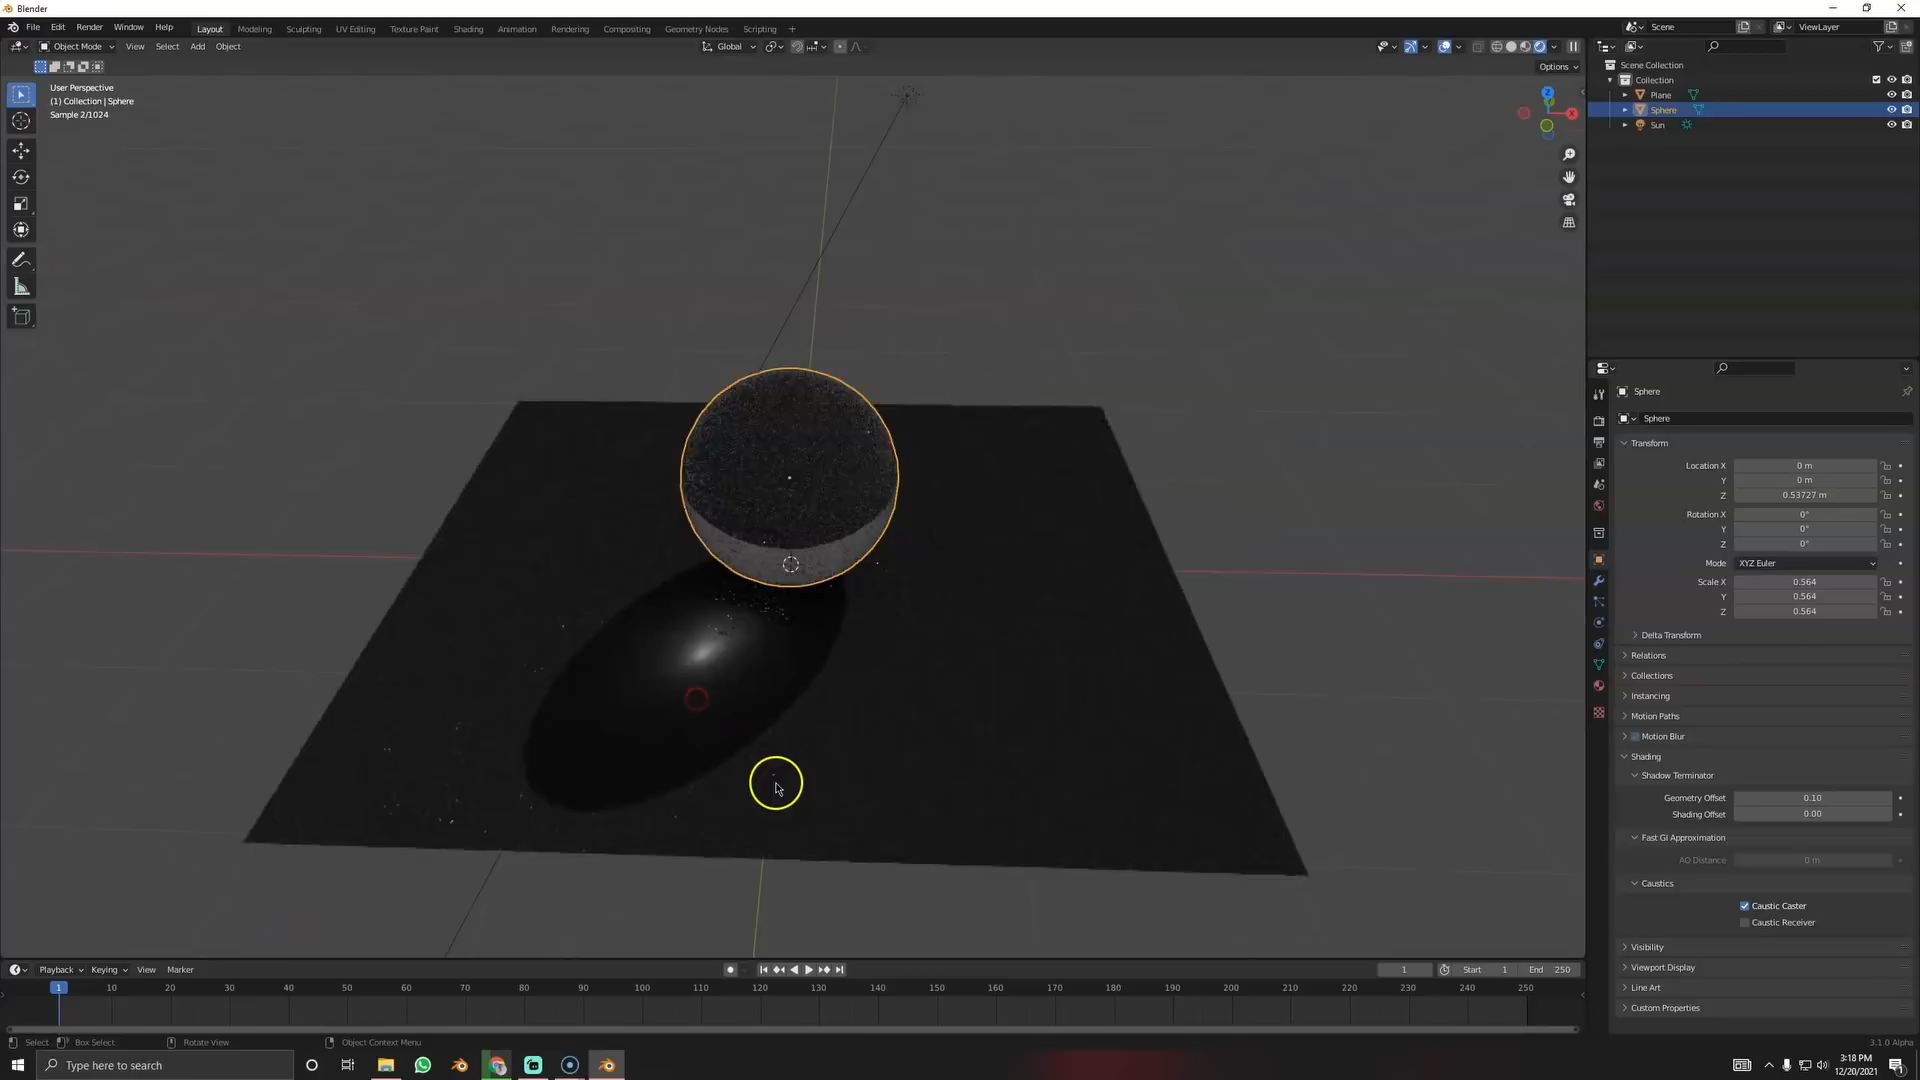 Blender
File Edit Render Window Help
Layout Modeling Sculpting UV Editing Texture Paint Shading Animation Rendering Compositing Geometry Nodes Scripting +
Scene
ViewLayer
Object Mode View Select Add Object
Global
Options
User Perspective
(1) Collection | Sphere
Sample 2/1024
Z
X
Scene Collection
Collection
Plane
Sphere
Sun
Sphere
Sphere
Transform
Location X 0 m
Y 0 m
Z 0.53727 m
Rotation X 0°
Y 0°
Z 0°
Mode XYZ Euler
Scale X 0.564
Y 0.564
Z 0.564
Delta Transform
Relations
Collections
Instancing
Motion Paths
Motion Blur
Shading
Shadow Terminator
Geometry Offset 0.10
Shading Offset 0.00
Fast GI Approximation
AO Distance 0 m
Caustics
Caustic Caster
Caustic Receiver
Visibility
Viewport Display
Line Art
Custom Properties
Playback Keying View Marker
1 Start 1 End 250
1 10 20 30 40 50 60 70 80 90 100 110 120 130 140 150 160 170 180 190 200 210 220 230 240 250
Select Box Select Rotate View Object Context Menu
3.1.0 Alpha
Type here to search
3:18 PM
12/20/2021